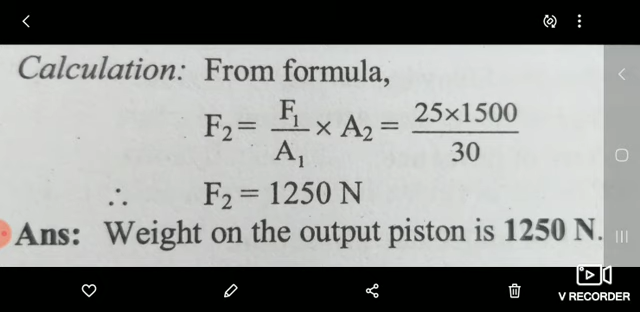 Calculation: From formula,
F₂ = F₁/A₁ × A₂ = 25×1500/30
∴ F₂ = 1250 N
Ans: Weight on the output piston is 1250 N.
V RECORDER